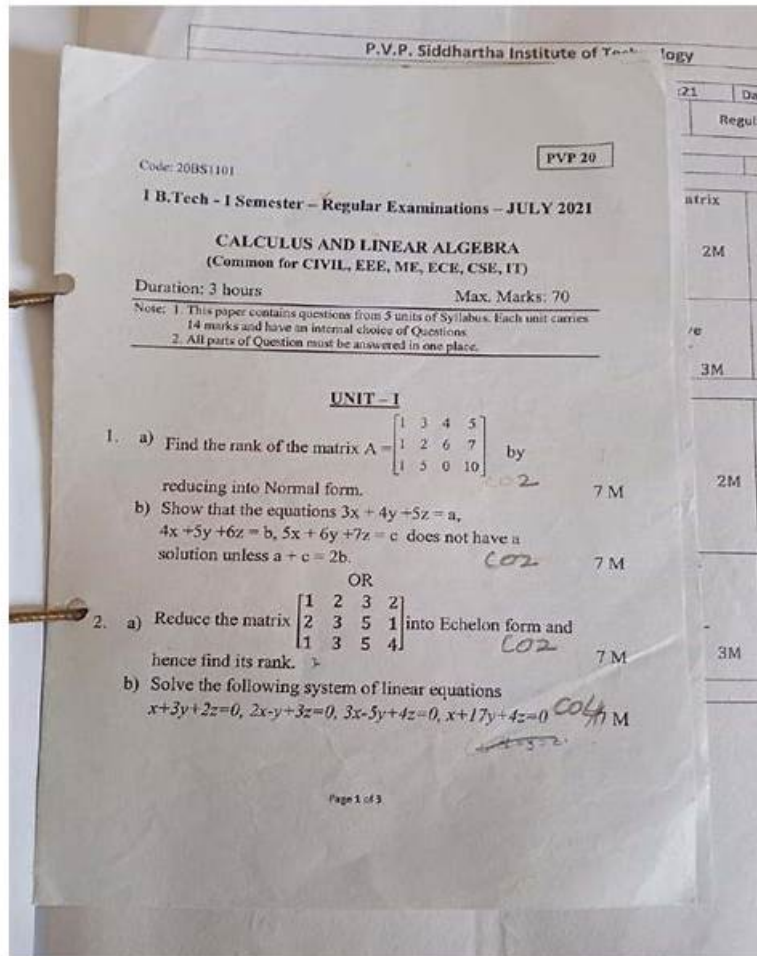 P.V.P. Siddhartha Institute of
logy
:21
Da
Regul
atrix
2M
3M
2M
3M
Code: 20BS1101
PVP 20
I B.Tech - I Semester – Regular Examinations – JULY 2021
CALCULUS AND LINEAR ALGEBRA
(Common for CIVIL, EEE, ME, ECE, CSE, IT)
Duration: 3 hours Max. Marks: 70
Note: 1. This paper contains questions from 5 units of Syllabus. Each unit carries
14 marks and have an internal choice of Questions.
2. All parts of Question must be answered in one place.
UNIT – I
1. a) Find the rank of the matrix A = [1 3 4 5
1 2 6 7
1 5 0 10] by
reducing into Normal form. CO2 7 M
b) Show that the equations 3x + 4y +5z = a,
4x +5y +6z = b, 5x + 6y +7z = c does not have a
solution unless a + c = 2b. CO2 7 M
OR
2. a) Reduce the matrix [1 2 3 2
2 3 5 1
1 3 5 4] into Echelon form and
hence find its rank. CO2 7 M
b) Solve the following system of linear equations
x+3y+2z=0, 2x-y+3z=0, 3x-5y+4z=0, x+17y+4z=0 CO4 M
Page 1 of 3